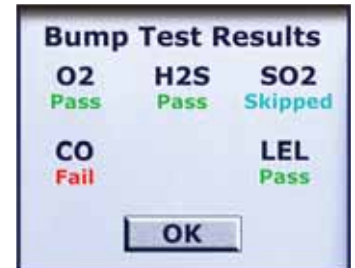 Bump Test Results
O2 H2S SO2
Pass Pass Skipped
CO LEL
Fail Pass
OK